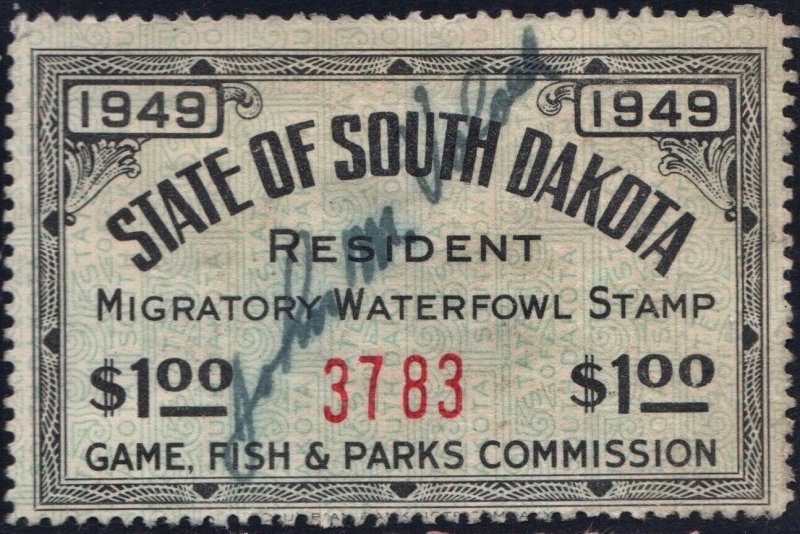 1949 1949
STATE OF SOUTH DAKOTA
RESIDENT
MIGRATORY WATERFOWL STAMP
$1.00 3783 $1.00
GAME, FISH & PARKS COMMISSION